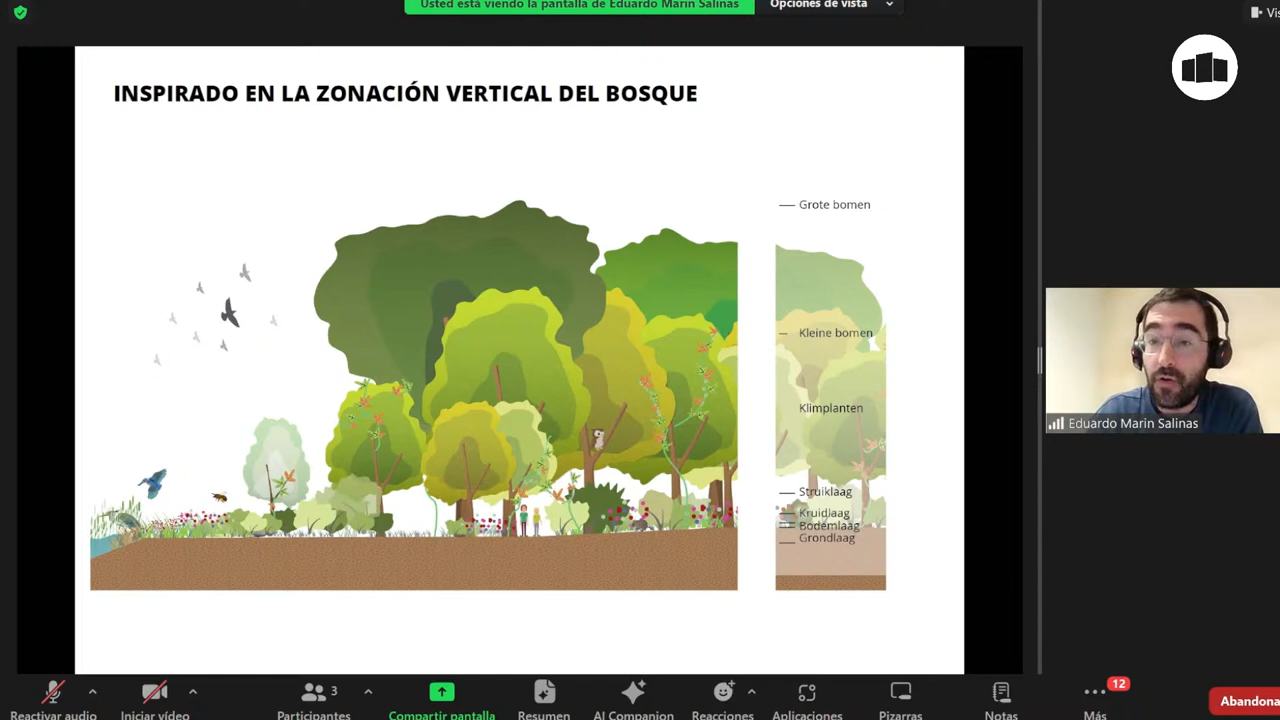 Usted está viendo la pantalla de Eduardo Marin Salinas
Opciones de vista
INSPIRADO EN LA ZONACIÓN VERTICAL DEL BOSQUE
Grote bomen
Kleine bomen
Klimplanten
Struiklaag
Kruidlaag
Bodemlaag
Grondlaag
Eduardo Marin Salinas
Reactivar audio
Iniciar vídeo
3
Participantes
Compartir pantalla
Resumen
AI Companion
Reacciones
Aplicaciones
Pizarras
Notas
12
Más